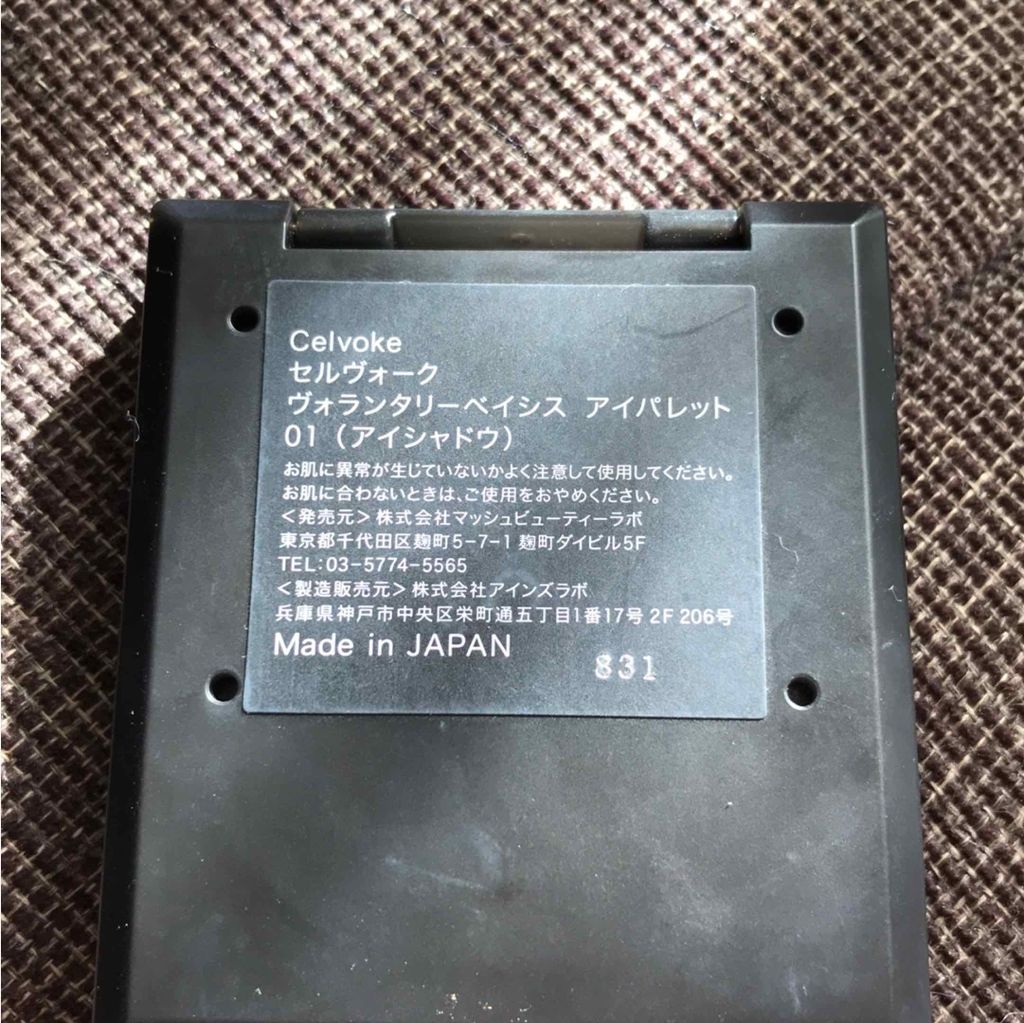 Celvoke
セルヴォーク
ヴォランタリーベイシス アイパレット
01（アイシャドウ）
お肌に異常が生じていないかよく注意して使用してください。
お肌に合わないときは、ご使用をおやめください。
＜発売元＞株式会社マッシュビューティーラボ
東京都千代田区麹町5-7-1 麹町ダイビル5F
TEL:03-5774-5565
＜製造販売元＞株式会社アインズラボ
兵庫県神戸市中央区栄町通五丁目1番17号 2F 206号
Made in JAPAN
831